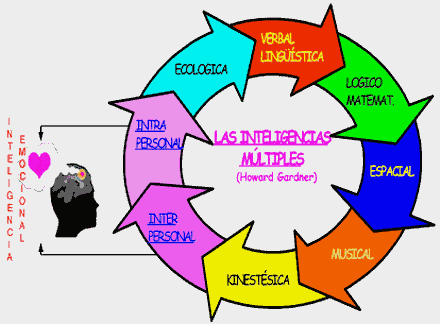 LAS INTELIGENCIAS
MÚLTIPLES
(Howard Gardner)
VERBAL
LINGÜÍSTICA
LOGICO
MATEMAT.
ESPACIAL
MUSICAL
KINESTÉSICA
INTER
PERSONAL
INTRA
PERSONAL
ECOLOGICA
INTELIGENCIA
EMOCIONAL